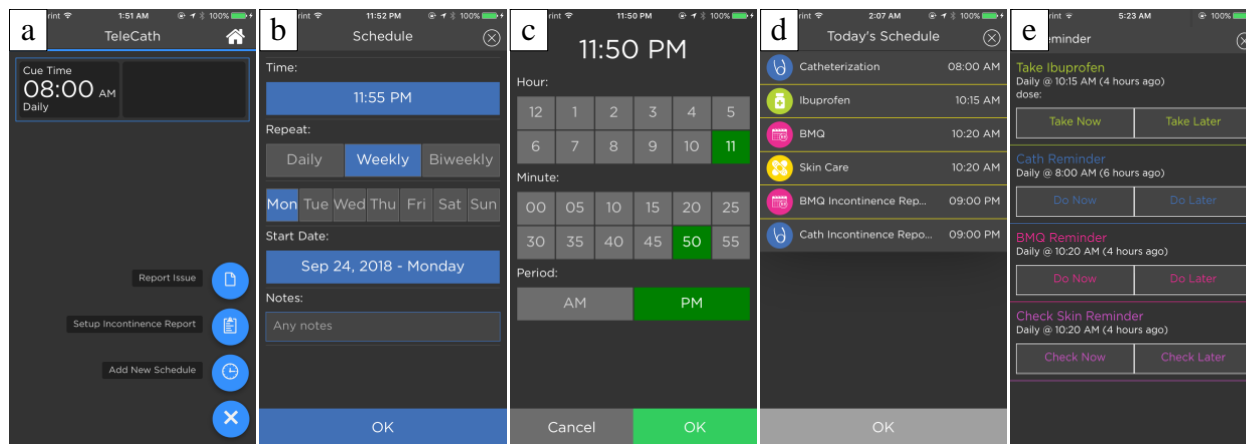 a
1:51 AM
100%
TeleCath
Cue Time
08:00 AM
Daily
Report Issue
Setup Incontinence Report
Add New Schedule
b
rint
11:52 PM
100%
Schedule
Time:
11:55 PM
Repeat:
Daily Weekly Biweekly
Mon Tue Wed Thu Fri Sat Sun
Start Date:
Sep 24, 2018 - Monday
Notes:
Any notes
OK
c
rint
11:50 PM
100%
11:50 PM
Hour:
12 1 2 3 4 5
6 7 8 9 10 11
Minute:
00 05 10 15 20 25
30 35 40 45 50 55
Period:
AM PM
Cancel OK
d
rint
2:07 AM
100%
Today's Schedule
Catheterization 08:00 AM
Ibuprofen 10:15 AM
BMQ 10:20 AM
Skin Care 10:20 AM
BMQ Incontinence Rep... 09:00 PM
Cath Incontinence Repo... 09:00 PM
OK
e
rint
5:23 AM
100%
eminder
Take Ibuprofen
Daily @ 10:15 AM (4 hours ago)
dose:
Take Now Take Later
Cath Reminder
Daily @ 8:00 AM (6 hours ago)
Do Now Do Later
BMQ Reminder
Daily @ 10:20 AM (4 hours ago)
Do Now Do Later
Check Skin Reminder
Daily @ 10:20 AM (4 hours ago)
Check Now Check Later